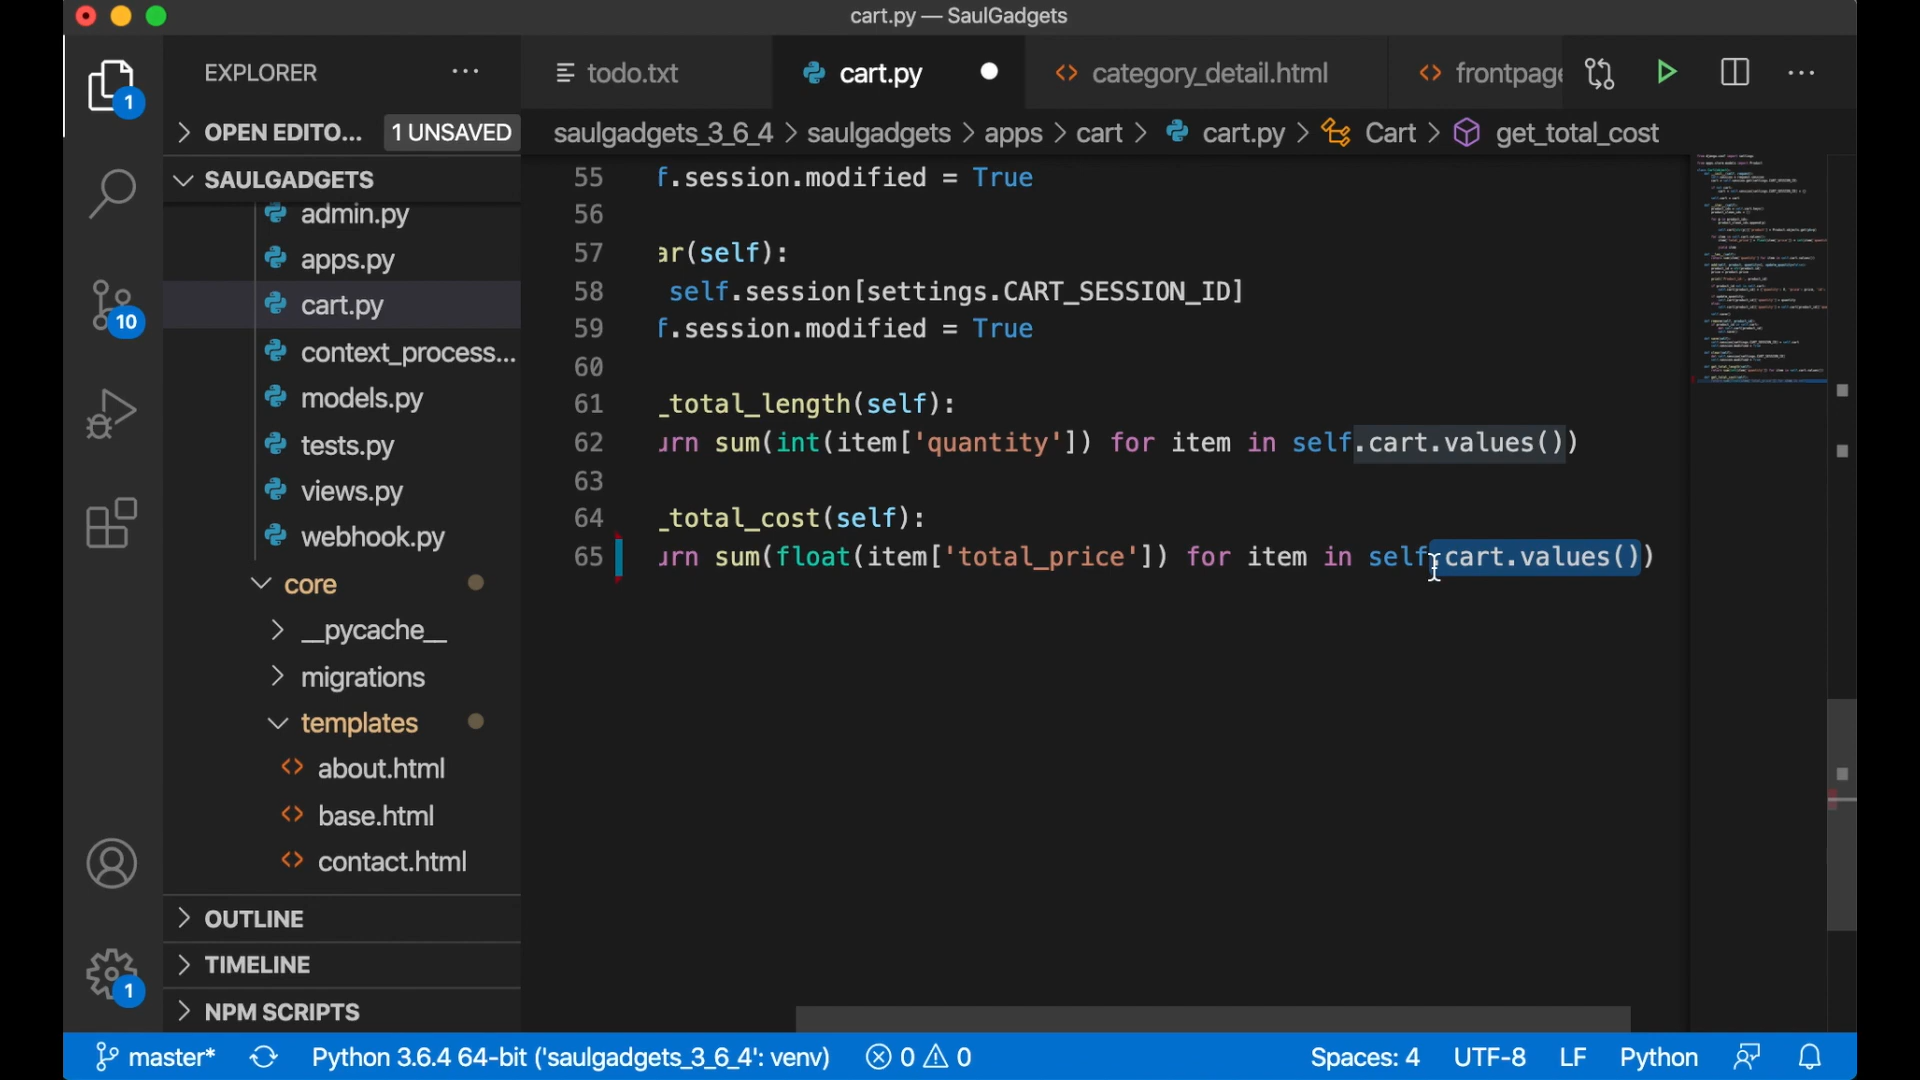 cart.py — SaulGadgets
EXPLORER
todo.txt
cart.py
category_detail.html
frontpage
OPEN EDITO...
1 UNSAVED
saulgadgets_3_6_4 > saulgadgets > apps > cart > cart.py > Cart > get_total_cost
SAULGADGETS
admin.py
apps.py
cart.py
context_process...
models.py
tests.py
views.py
webhook.py
core
__pycache__
migrations
templates
about.html
base.html
contact.html
OUTLINE
TIMELINE
NPM SCRIPTS
1
10
1
55 f.session.modified = True
56
57 ar(self):
58 self.session[settings.CART_SESSION_ID]
59 f.session.modified = True
60
61 _total_length(self):
62 urn sum(int(item['quantity']) for item in self.cart.values())
63
64 _total_cost(self):
65 urn sum(float(item['total_price']) for item in self.cart.values())
master*
Python 3.6.4 64-bit ('saulgadgets_3_6_4': venv)
0
0
Spaces: 4
UTF-8
LF
Python